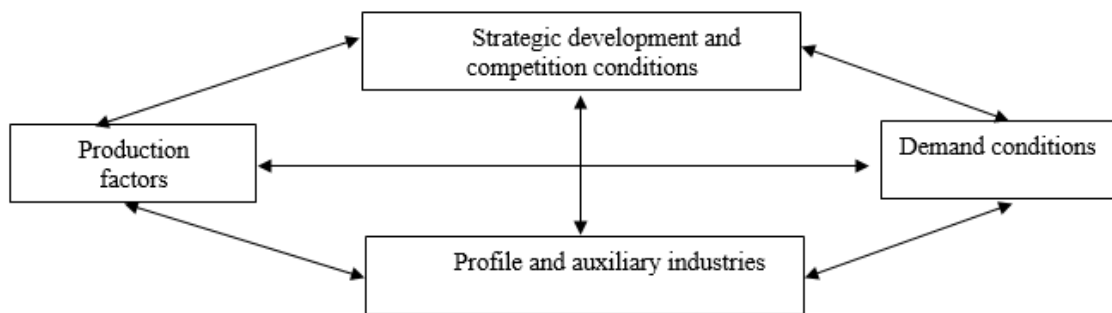 Strategic development and
competition conditions
Production
factors
Demand conditions
Profile and auxiliary industries